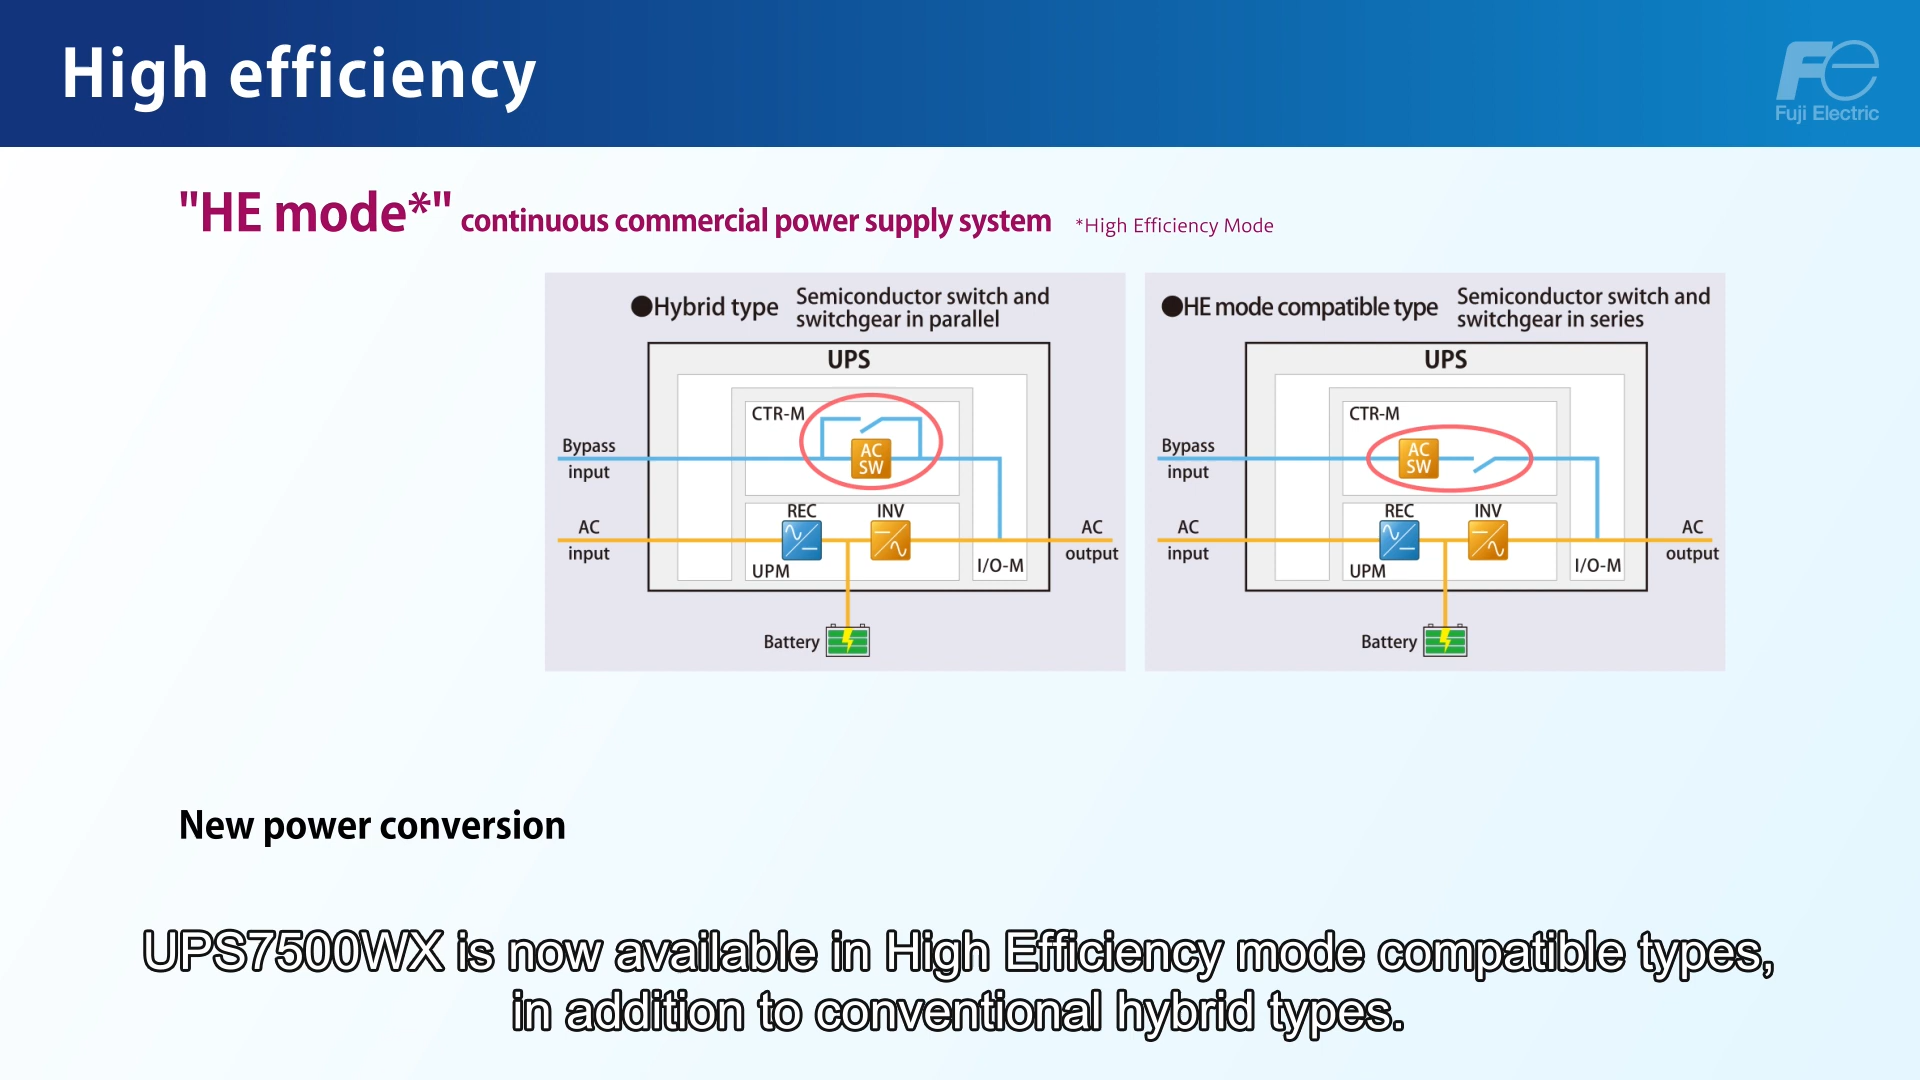 High efficiency
Fe
Fuji Electric
"HE mode*" continuous commercial power supply system *High Efficiency Mode
●Hybrid type
Semiconductor switch and
switchgear in parallel
UPS
CTR-M
AC
SW
Bypass
input
REC
INV
AC
input
AC
output
UPM
I/O-M
Battery
●HE mode compatible type
Semiconductor switch and
switchgear in series
UPS
CTR-M
AC
SW
Bypass
input
REC
INV
AC
input
AC
output
UPM
I/O-M
Battery
New power conversion
UPS7500WX is now available in High Efficiency mode compatible types,
in addition to conventional hybrid types.